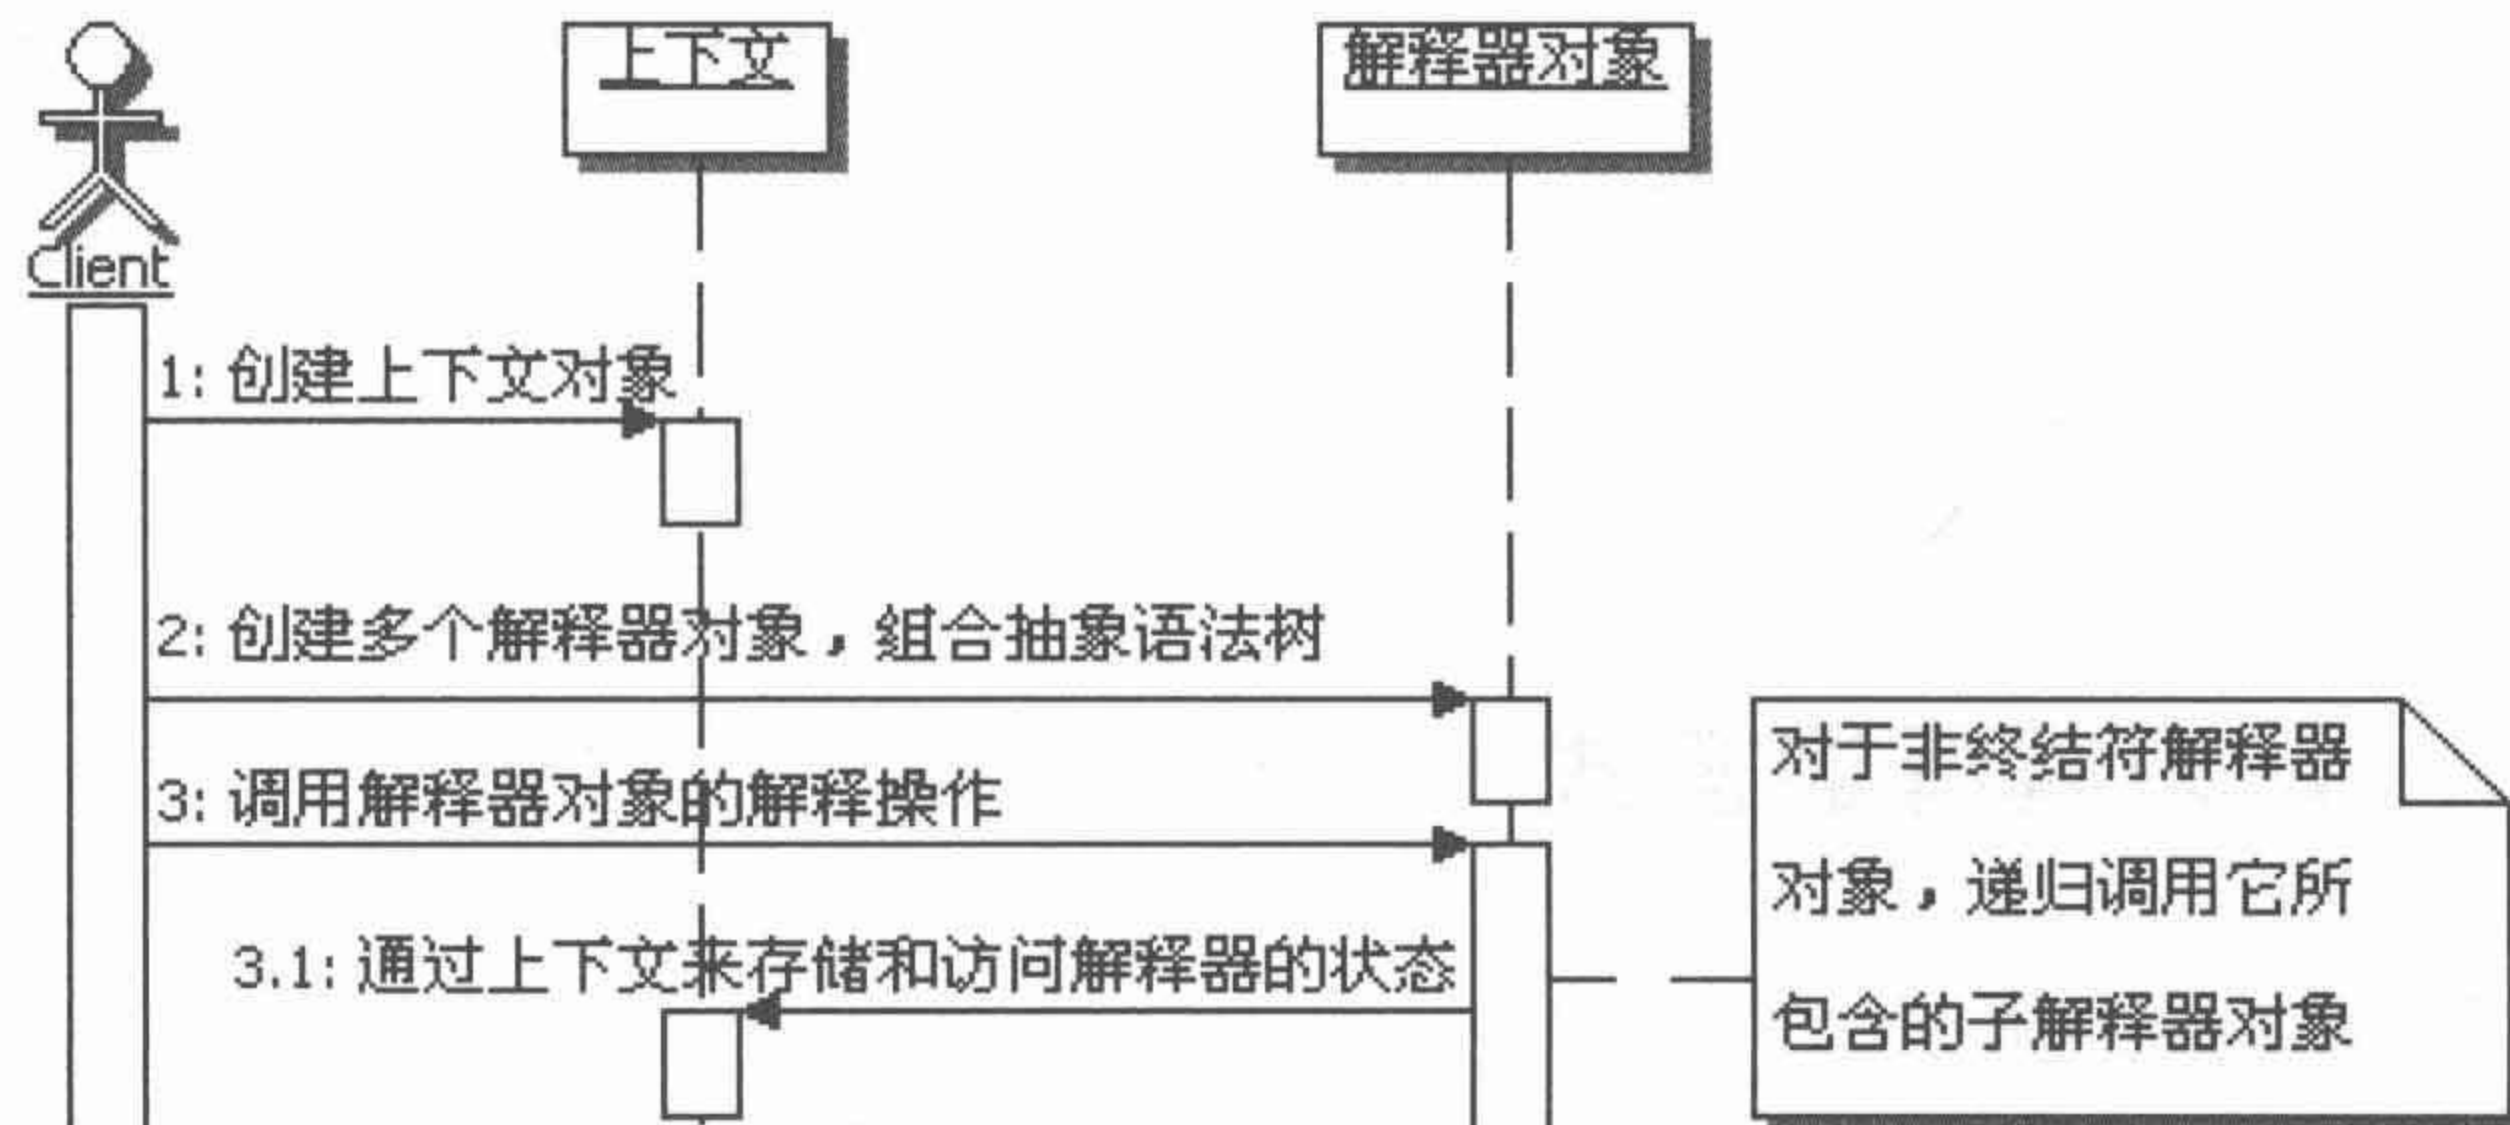 上下文
解释器对象
Client
1: 创建上下文对象
2: 创建多个解释器对象，组合抽象语法树
3: 调用解释器对象的解释操作
3.1: 通过上下文来存储和访问解释器的状态
对于非终结符解释器
对象，递归调用它所
包含的子解释器对象